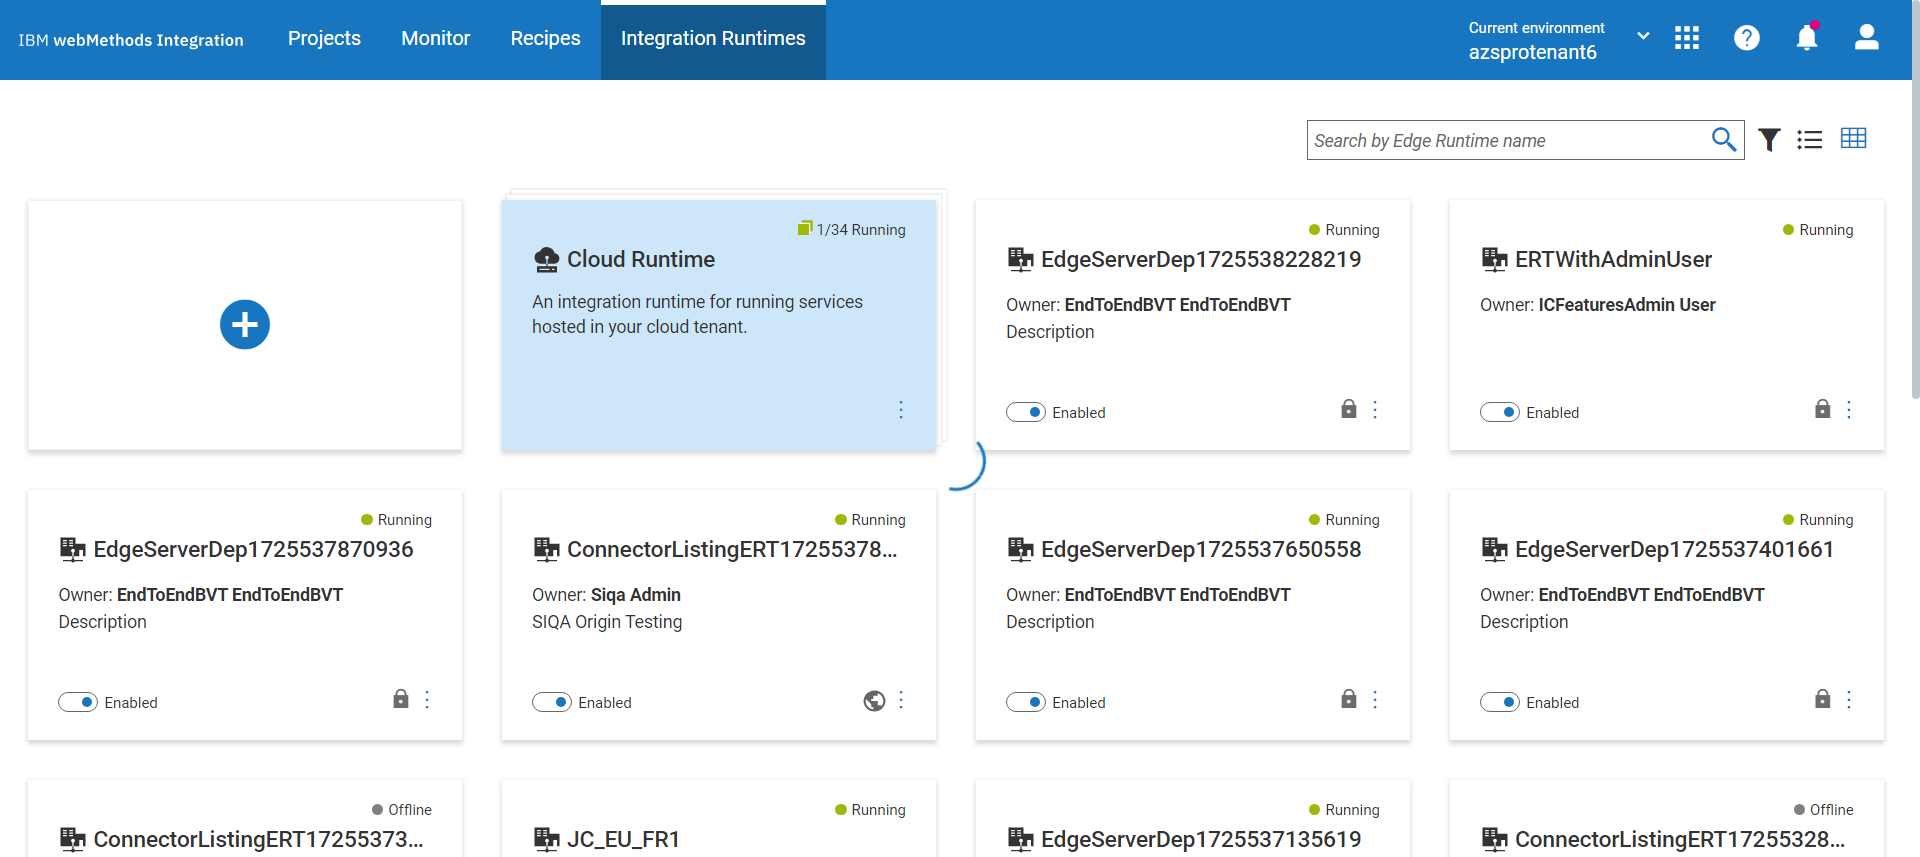 IBM webMethods Integration
Projects
Monitor
Recipes
Integration Runtimes
Current environment
azsprotenant6
Search by Edge Runtime name
1/34 Running
Cloud Runtime
An integration runtime for running services
hosted in your cloud tenant.
Running
EdgeServerDep1725538228219
Owner: EndToEndBVT EndToEndBVT
Description
Enabled
Running
ERTWithAdminUser
Owner: ICFeaturesAdmin User
Enabled
Running
EdgeServerDep1725537870936
Owner: EndToEndBVT EndToEndBVT
Description
Enabled
Running
ConnectorListingERT17255378...
Owner: Siqa Admin
SIQA Origin Testing
Enabled
Running
EdgeServerDep1725537650558
Owner: EndToEndBVT EndToEndBVT
Description
Enabled
Running
EdgeServerDep1725537401661
Owner: EndToEndBVT EndToEndBVT
Description
Enabled
Offline
ConnectorListingERT17255373...
Running
JC_EU_FR1
Running
EdgeServerDep1725537135619
Offline
ConnectorListingERT17255328...